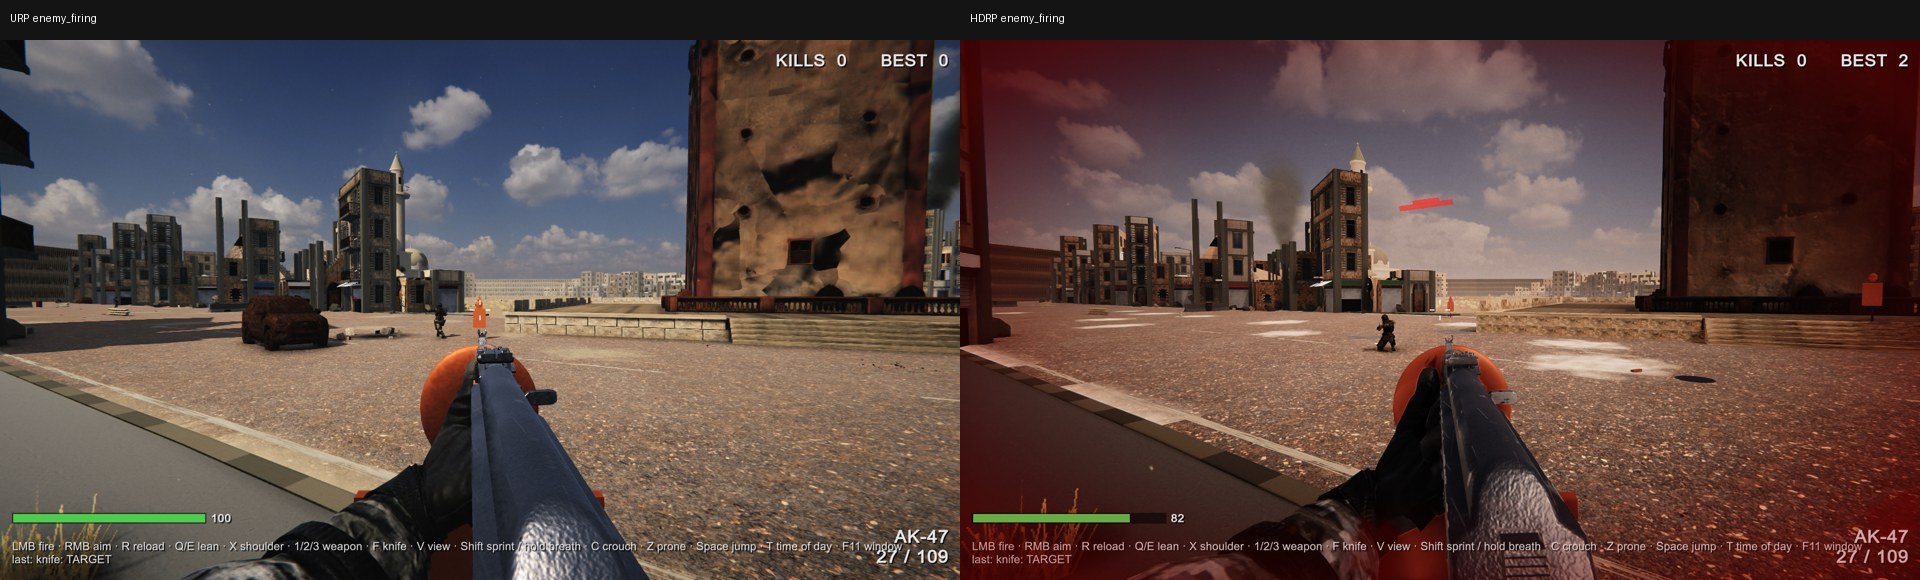 URP enemy_firing
KILLS 0 BEST 0
100
LMB fire · RMB aim · R reload · Q/E lean · X shoulder · 1/2/3 weapon · F knife · V view · Shift sprint / hold breath · C crouch · Z prone · Space jump · T time of day · F11 window
last: knife: TARGET
AK-47
27 / 109
HDRP enemy_firing
KILLS 0 BEST 2
82
LMB fire · RMB aim · R reload · Q/E lean · X shoulder · 1/2/3 weapon · F knife · V view · Shift sprint / hold breath · C crouch · Z prone · Space jump · T time of day · F11 window
last: knife: TARGET
AK-47
27 / 109